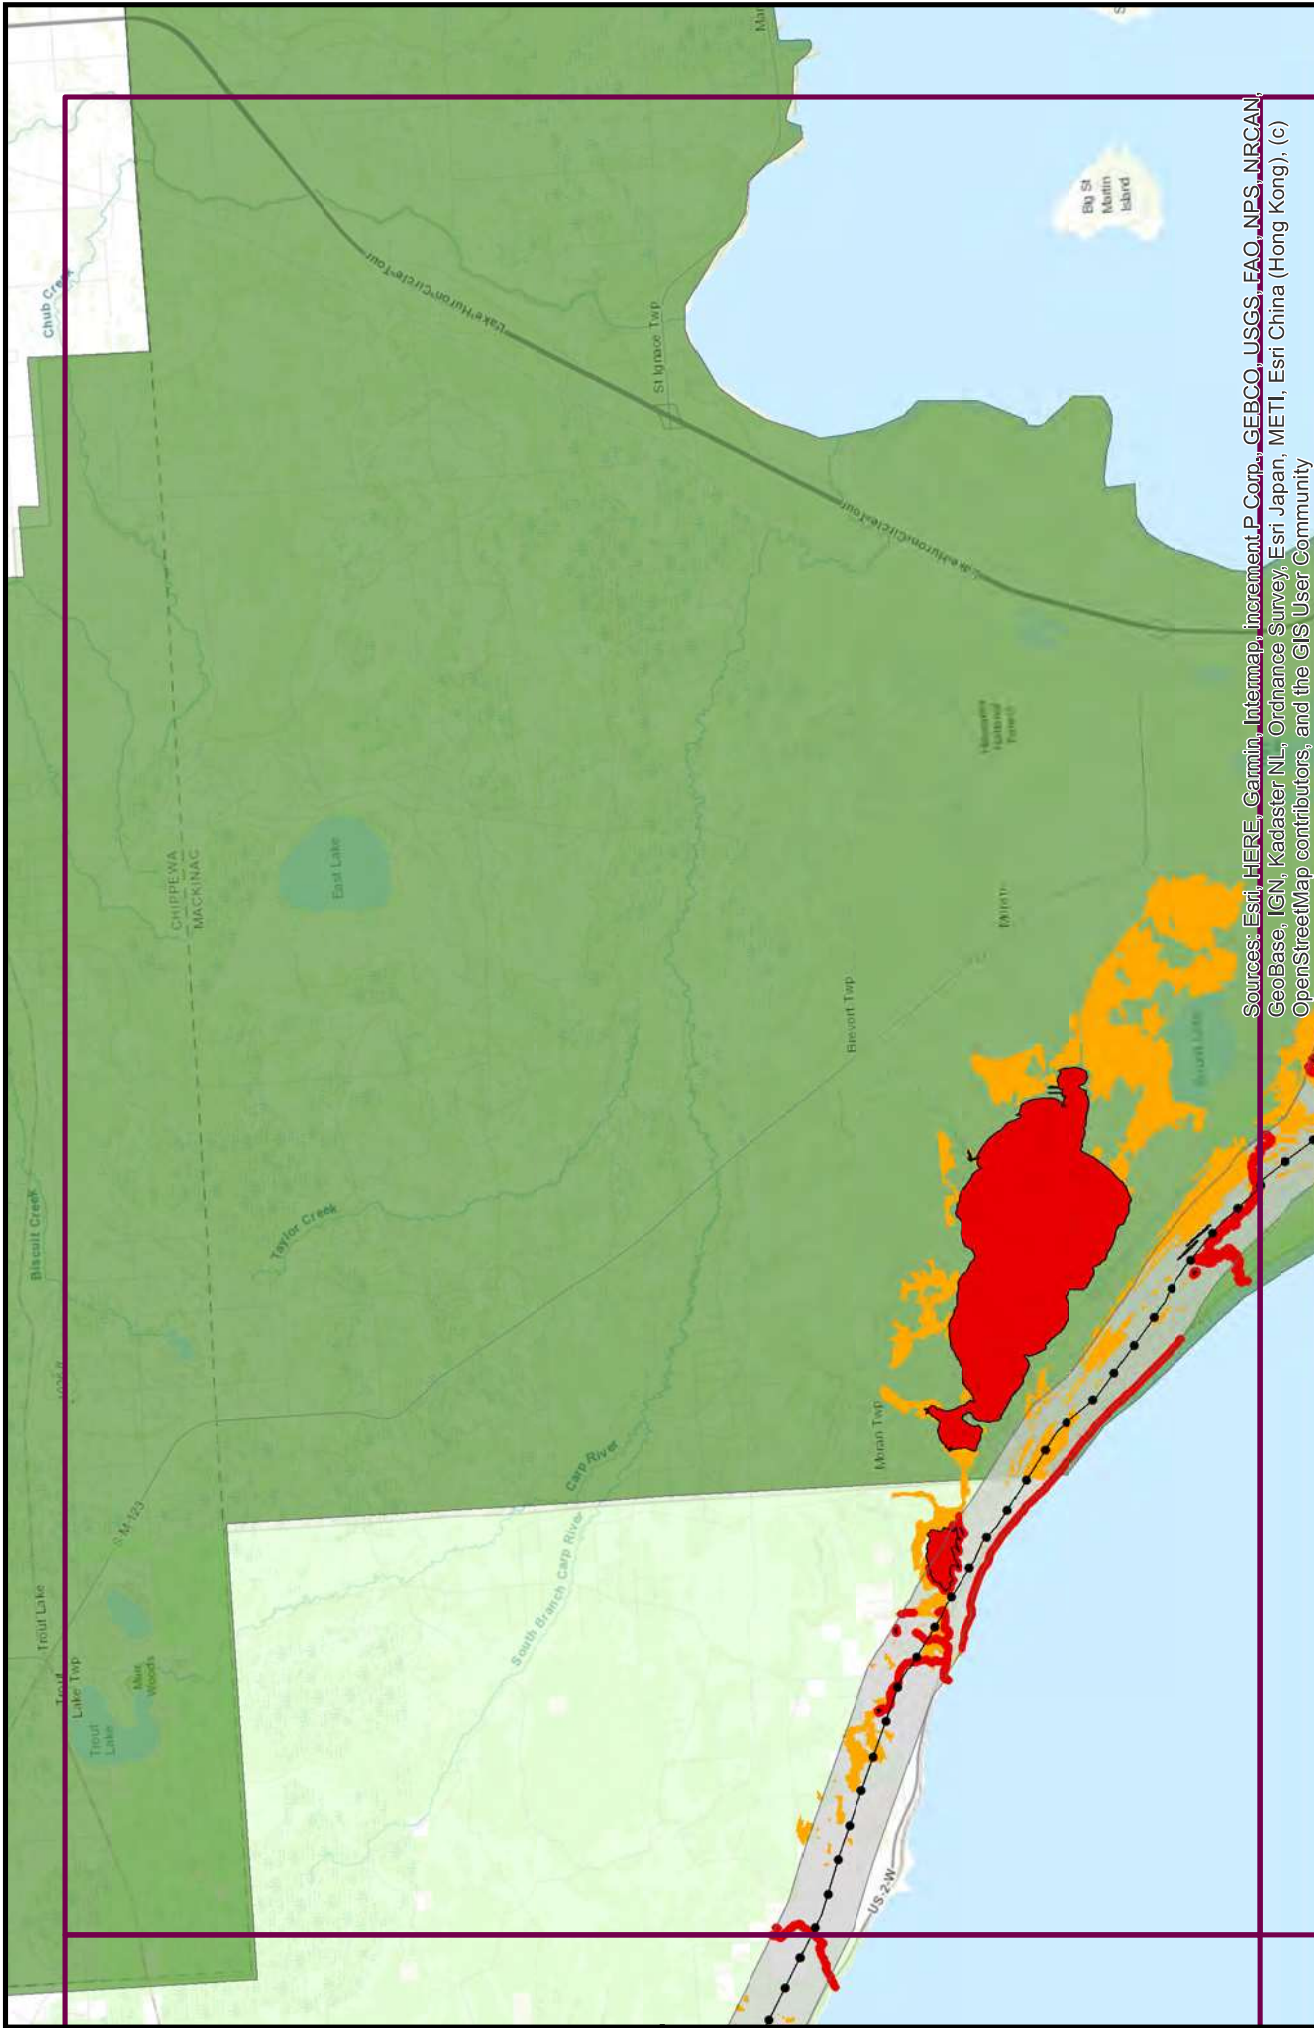 Chub Creek
Lake Huron Circle Tour
St Ignace Twp
Big St
Martin
Island
Lake Huron Circle Tour
CHIPPEWA
MACKINAC
East Lake
Hiawatha
National
Forest
Moran
Brevort Twp
Biscuit Creek
Taylor Creek
Moran Twp
Carp River
South Branch Carp River
S-M-123
Trout Lake
Trout
Lake Twp
Trout
Lake
US-2-W
Sources: Esri, HERE, Garmin, Intermap, increment P Corp., GEBCO, USGS, FAO, NPS, NRCAN,
GeoBase, IGN, Kadaster NL, Ordnance Survey, Esri Japan, METI, Esri China (Hong Kong), (c)
OpenStreetMap contributors, and the GIS User Community